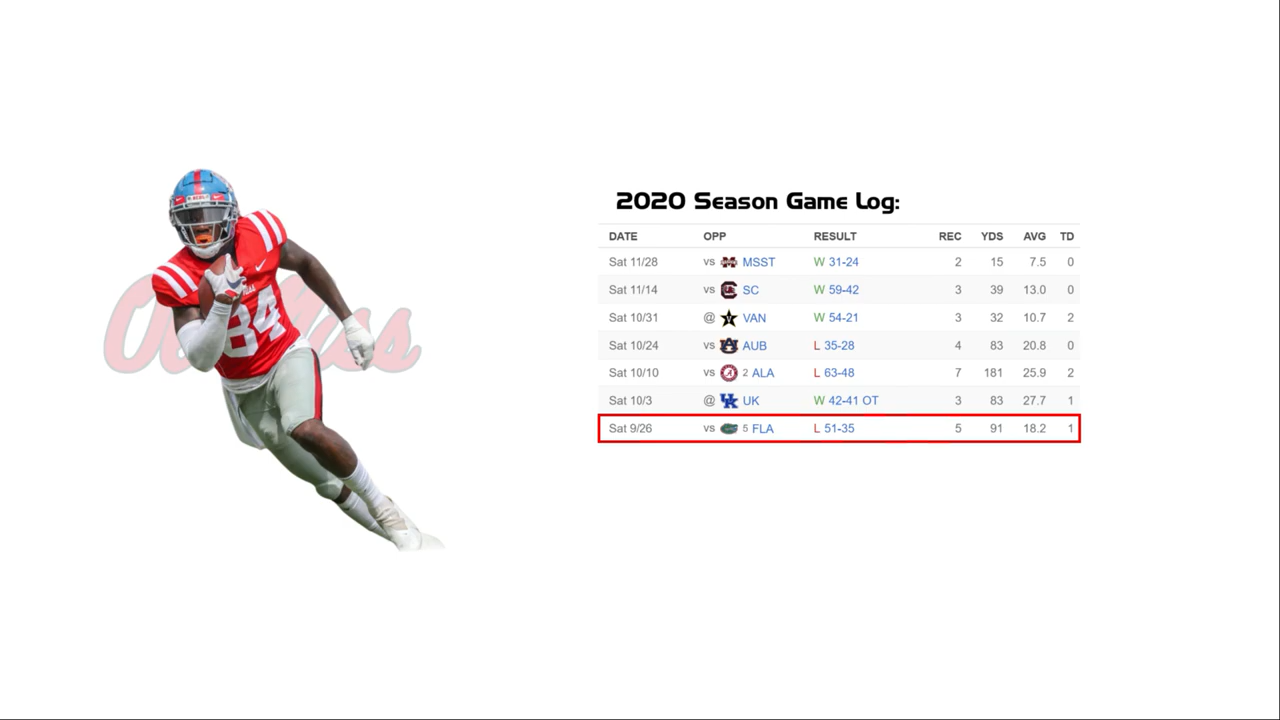 Ole Miss
REBELS
84
2020 Season Game Log:
DATE OPP RESULT REC YDS AVG TD
Sat 11/28 vs MSST W 31-24 2 15 7.5 0
Sat 11/14 vs SC W 59-42 3 39 13.0 0
Sat 10/31 @ VAN W 54-21 3 32 10.7 2
Sat 10/24 vs AUB L 35-28 4 83 20.8 0
Sat 10/10 vs 2 ALA L 63-48 7 181 25.9 2
Sat 10/3 @ UK W 42-41 OT 3 83 27.7 1
Sat 9/26 vs 5 FLA L 51-35 5 91 18.2 1